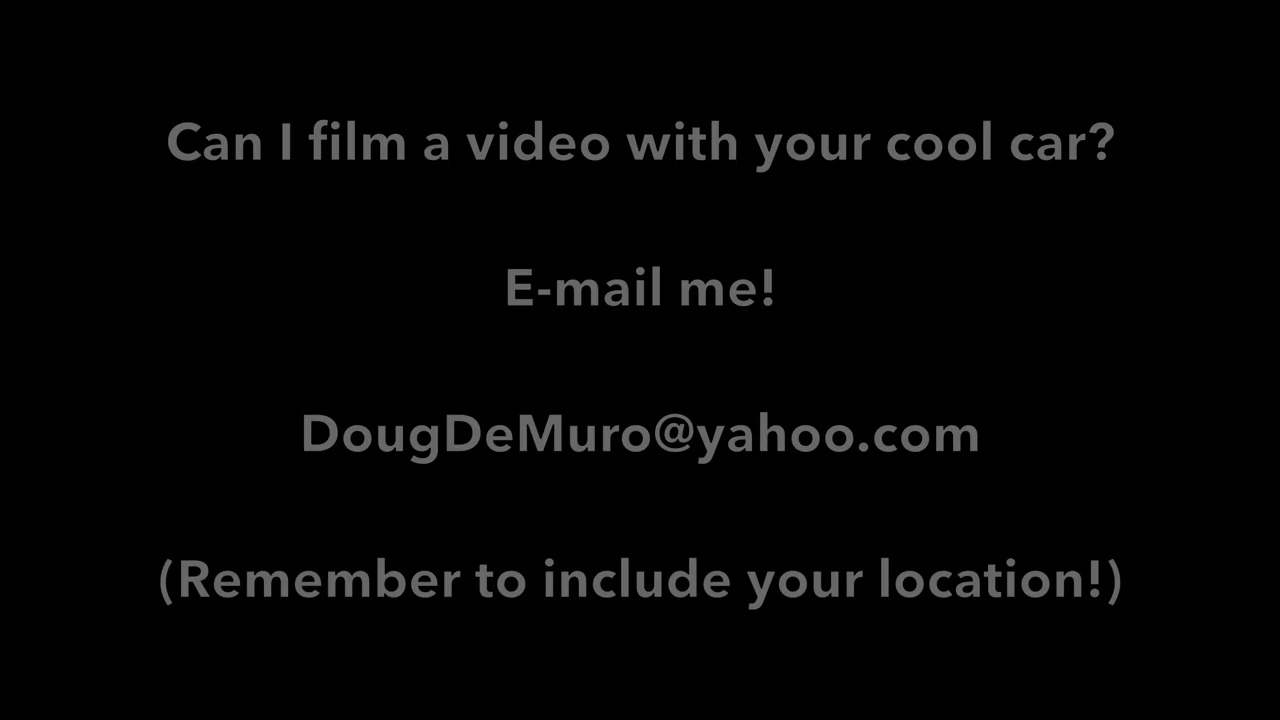 Can I film a video with your cool car?
E-mail me!
DougDeMuro@yahoo.com
(Remember to include your location!)